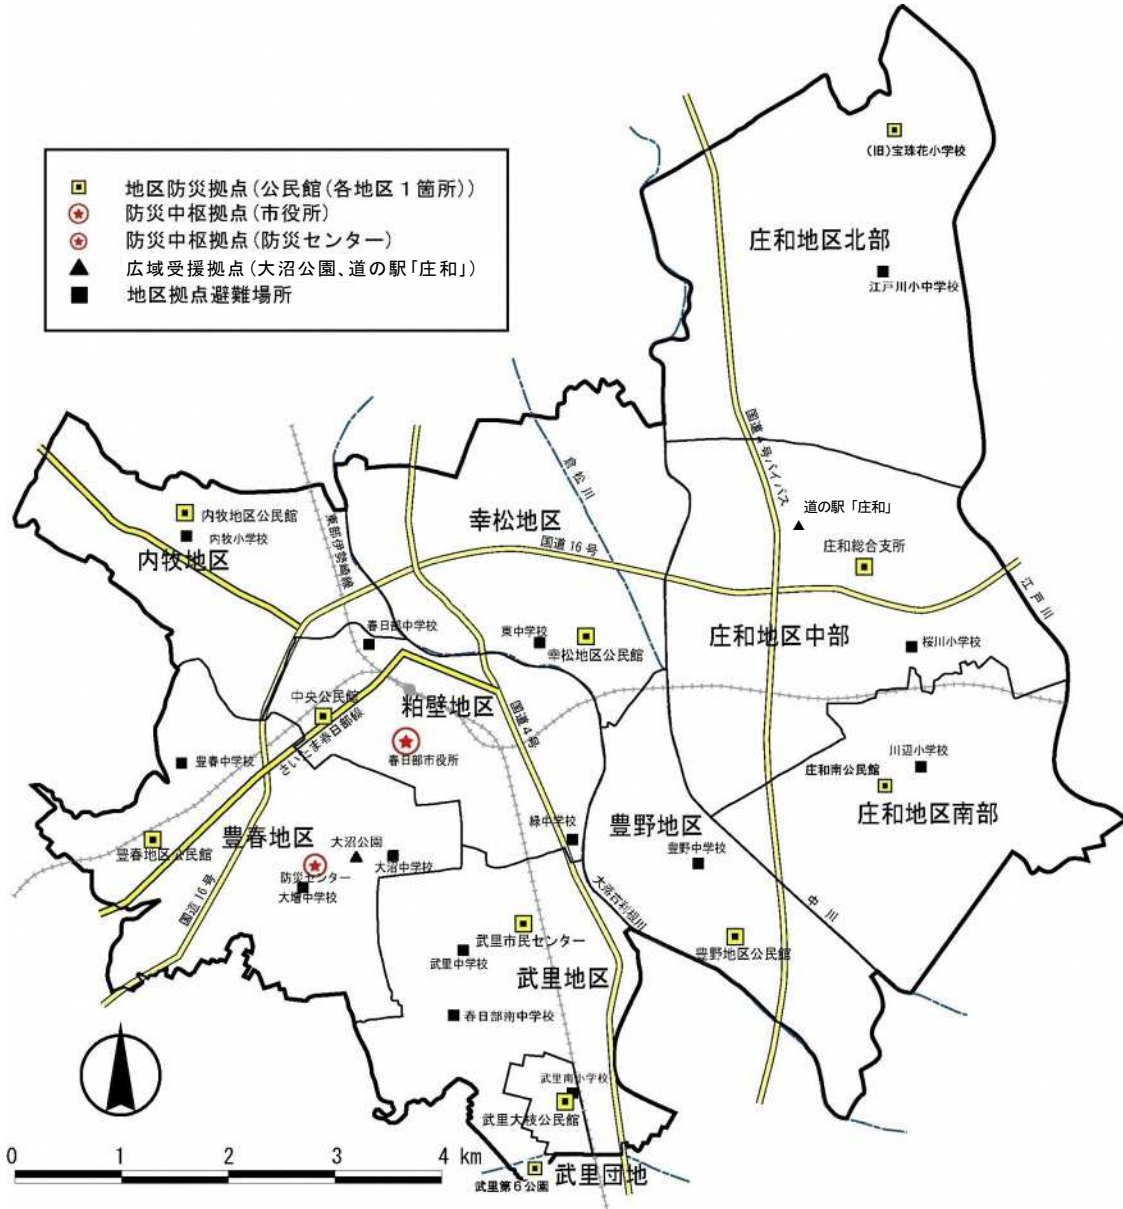 (旧)宝珠花小学校
地区防災拠点(公民館(各地区1箇所))
防災中枢拠点(市役所)
防災中枢拠点(防災センター)
広域受援拠点(大沼公園、道の駅「庄和」)
地区拠点避難場所
庄和地区北部
江戸川小中学校
国道4号バイパス
倉松川
道の駅「庄和」
内牧地区公民館
東部伊勢崎線
幸松地区
内牧小学校
国道16号
庄和総合支所
内牧地区
江戸川
春日部中学校
東中学校
庄和地区中部
桜川小学校
幸松地区公民館
中央公民館
粕壁地区
国道4号
さいたま春日部線
春日部市役所
豊春中学校
川辺小学校
庄和南公民館
庄和地区南部
緑中学校
豊野地区
豊春地区
大沼公園
豊野中学校
豊春地区公民館
大沼中学校
防災センター
大増中学校
国道16号
大落古利根川
中川
武里市民センター
豊野地区公民館
武里中学校
武里地区
春日部南中学校
武里南小学校
武里大枝公民館
0 1 2 3 4 km
武里団地
武里第6公園